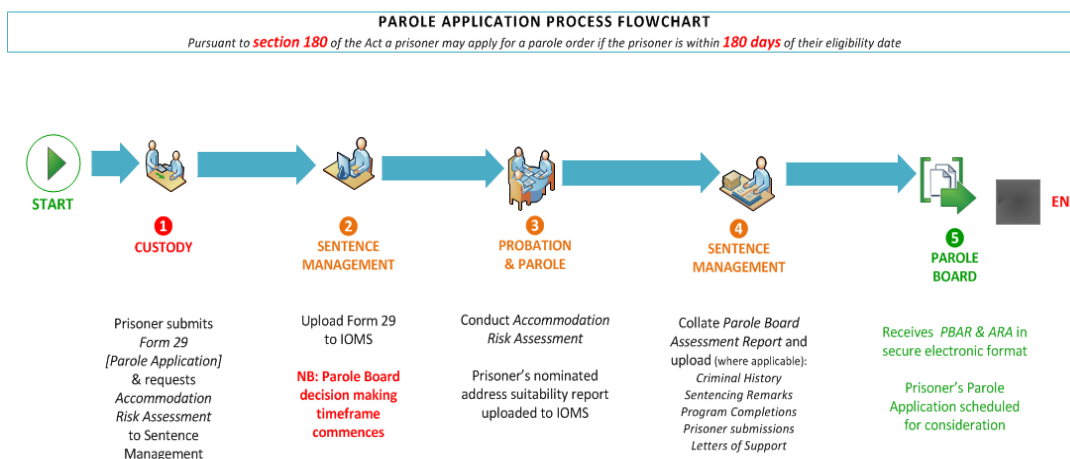 PAROLE APPLICATION PROCESS FLOWCHART
Pursuant to section 180 of the Act a prisoner may apply for a parole order if the prisoner is within 180 days of their eligibility date
START
1
CUSTODY
Prisoner submits
Form 29
[Parole Application]
& requests
Accommodation
Risk Assessment
to Sentence
Management
2
SENTENCE
MANAGEMENT
Upload Form 29
to IOMS
NB: Parole Board
decision making
timeframe
commences
3
PROBATION
& PAROLE
Conduct Accommodation
Risk Assessment
Prisoner's nominated
address suitability report
uploaded to IOMS
4
SENTENCE
MANAGEMENT
Collate Parole Board
Assessment Report and
upload (where applicable):
Criminal History
Sentencing Remarks
Program Completions
Prisoner submissions
Letters of Support
5
PAROLE
BOARD
Receives PBAR & ARA in
secure electronic format
Prisoner's Parole
Application scheduled
for consideration
EN